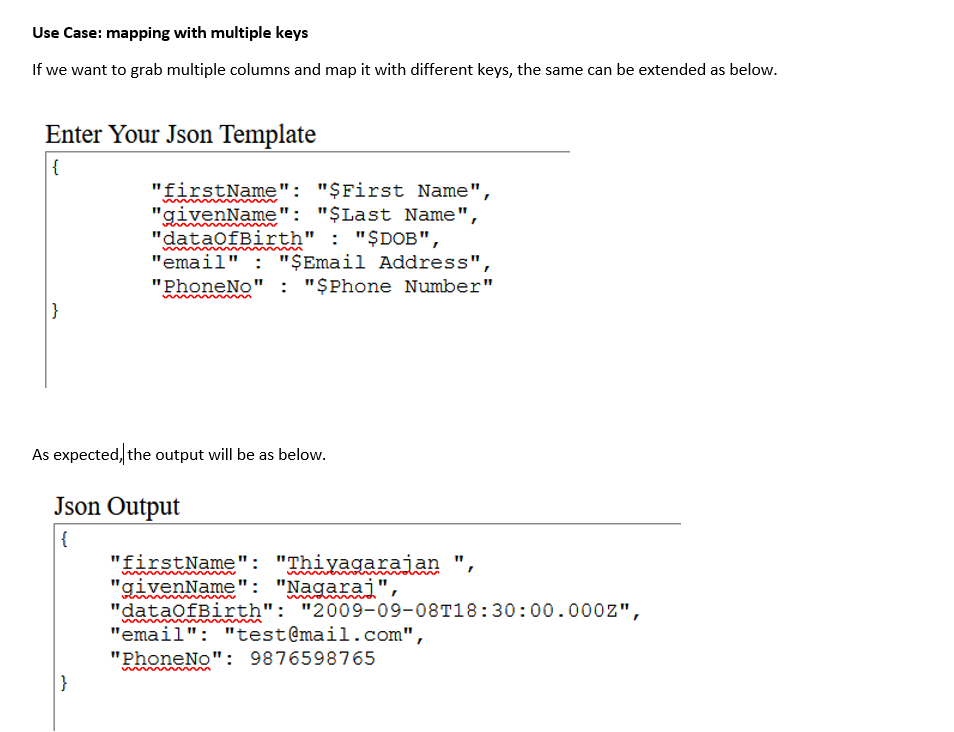 Use Case: mapping with multiple keys
If we want to grab multiple columns and map it with different keys, the same can be extended as below.
Enter Your Json Template
{
"firstName": "$First Name",
"givenName": "$Last Name",
"dataOfBirth" : "$DOB",
"email" : "$Email Address",
"PhoneNo" : "$Phone Number"
}
As expected, the output will be as below.
Json Output
{
"firstName": "Thiyagarajan ",
"givenName": "Nagaraj",
"dataOfBirth": "2009-09-08T18:30:00.000Z",
"email": "test@mail.com",
"PhoneNo": 9876598765
}